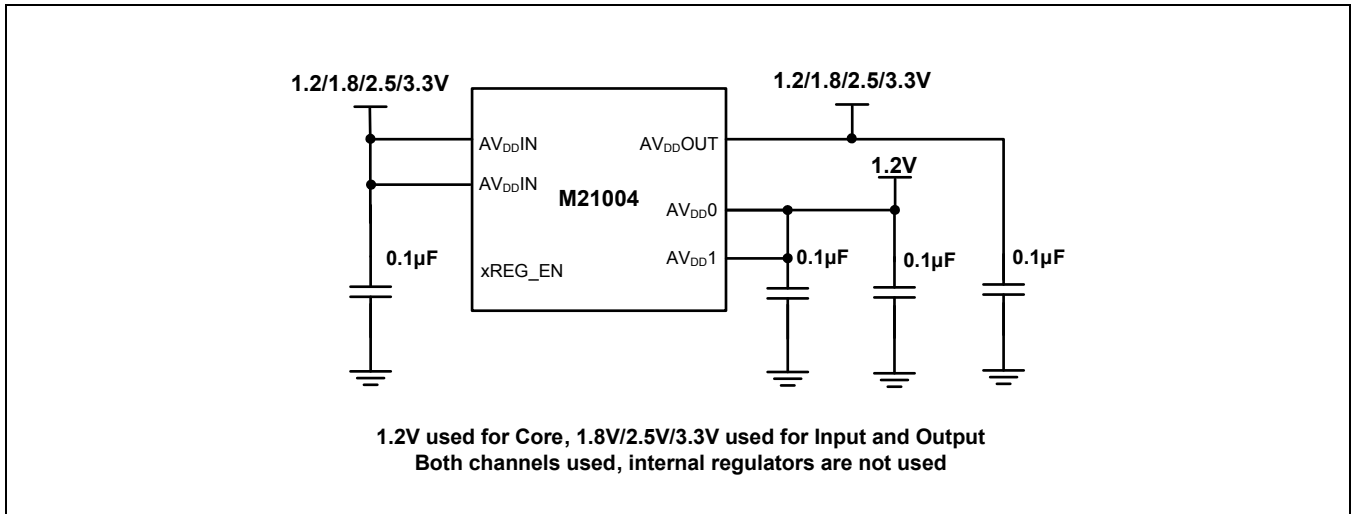 1.2/1.8/2.5/3.3V
1.2/1.8/2.5/3.3V
AVDDIN
AVDDOUT
1.2V
AVDDIN
M21004
AVDD0
0.1µF
xREG_EN
AVDD1
0.1µF
0.1µF
0.1µF
1.2V used for Core, 1.8V/2.5V/3.3V used for Input and Output
Both channels used, internal regulators are not used